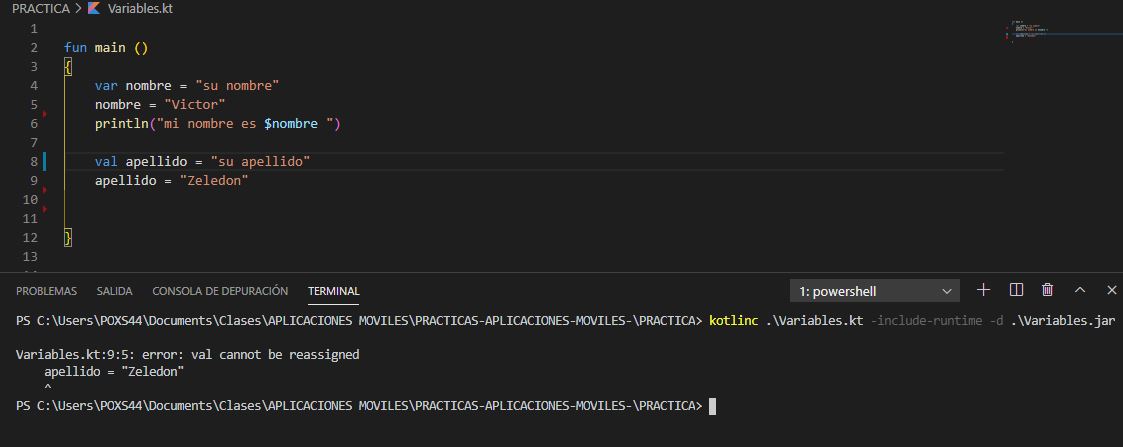 PRACTICA > Variables.kt
1
2 fun main ()
3 {
4 var nombre = "su nombre"
5 nombre = "Victor"
6 println("mi nombre es $nombre ")
7
8 val apellido = "su apellido"
9 apellido = "Zeledon"
10
11
12 }
13
PROBLEMAS SALIDA CONSOLA DE DEPURACIÓN TERMINAL 1: powershell
PS C:\Users\POXS44\Documents\Clases\APLICACIONES MOVILES\PRACTICAS-APLICACIONES-MOVILES-\PRACTICA> kotlinc .\Variables.kt -include-runtime -d .\Variables.jar
Variables.kt:9:5: error: val cannot be reassigned
apellido = "Zeledon"
^
PS C:\Users\POXS44\Documents\Clases\APLICACIONES MOVILES\PRACTICAS-APLICACIONES-MOVILES-\PRACTICA>